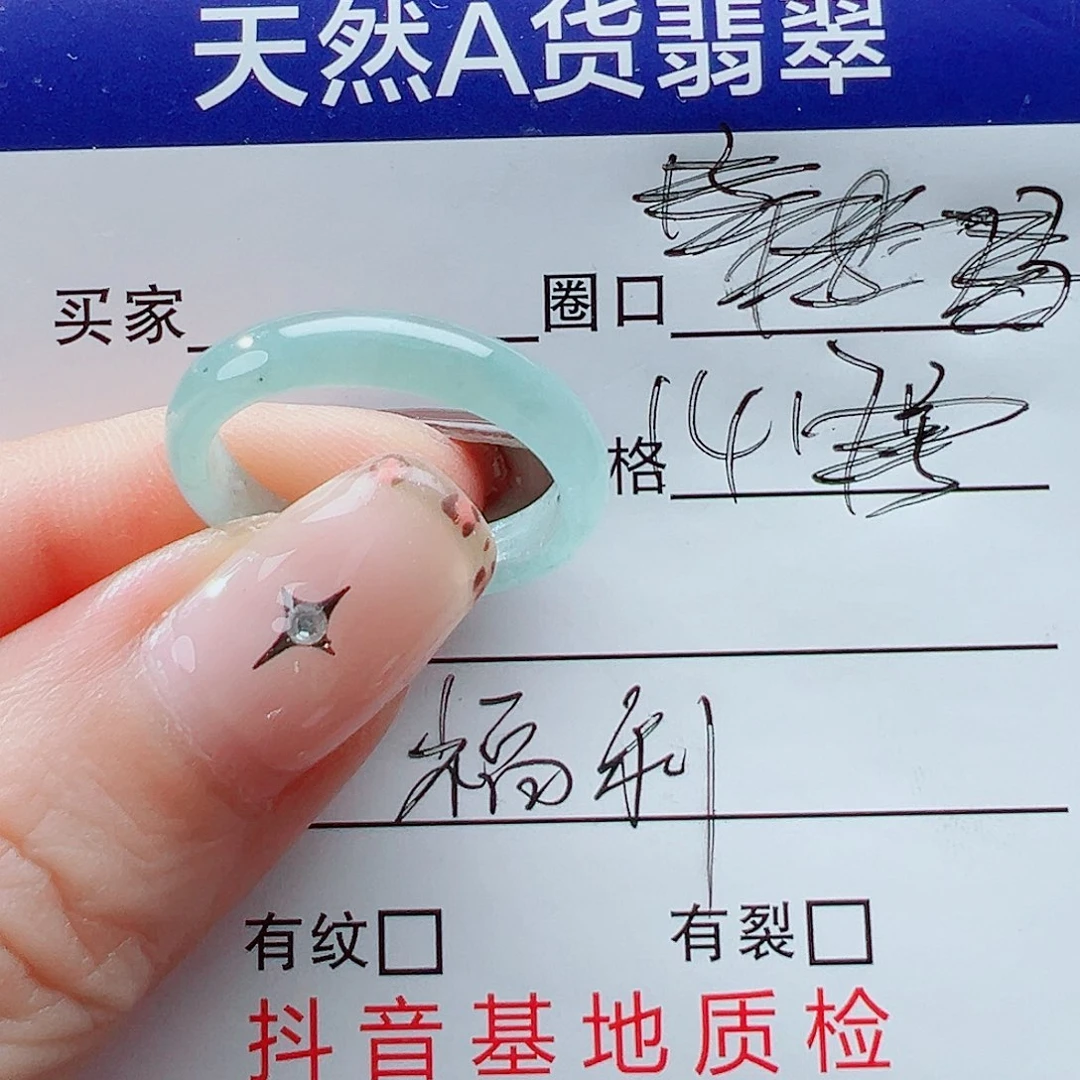 天然A货翡翠
买家 圈口
格
福利
有纹 有裂
抖音基地质检